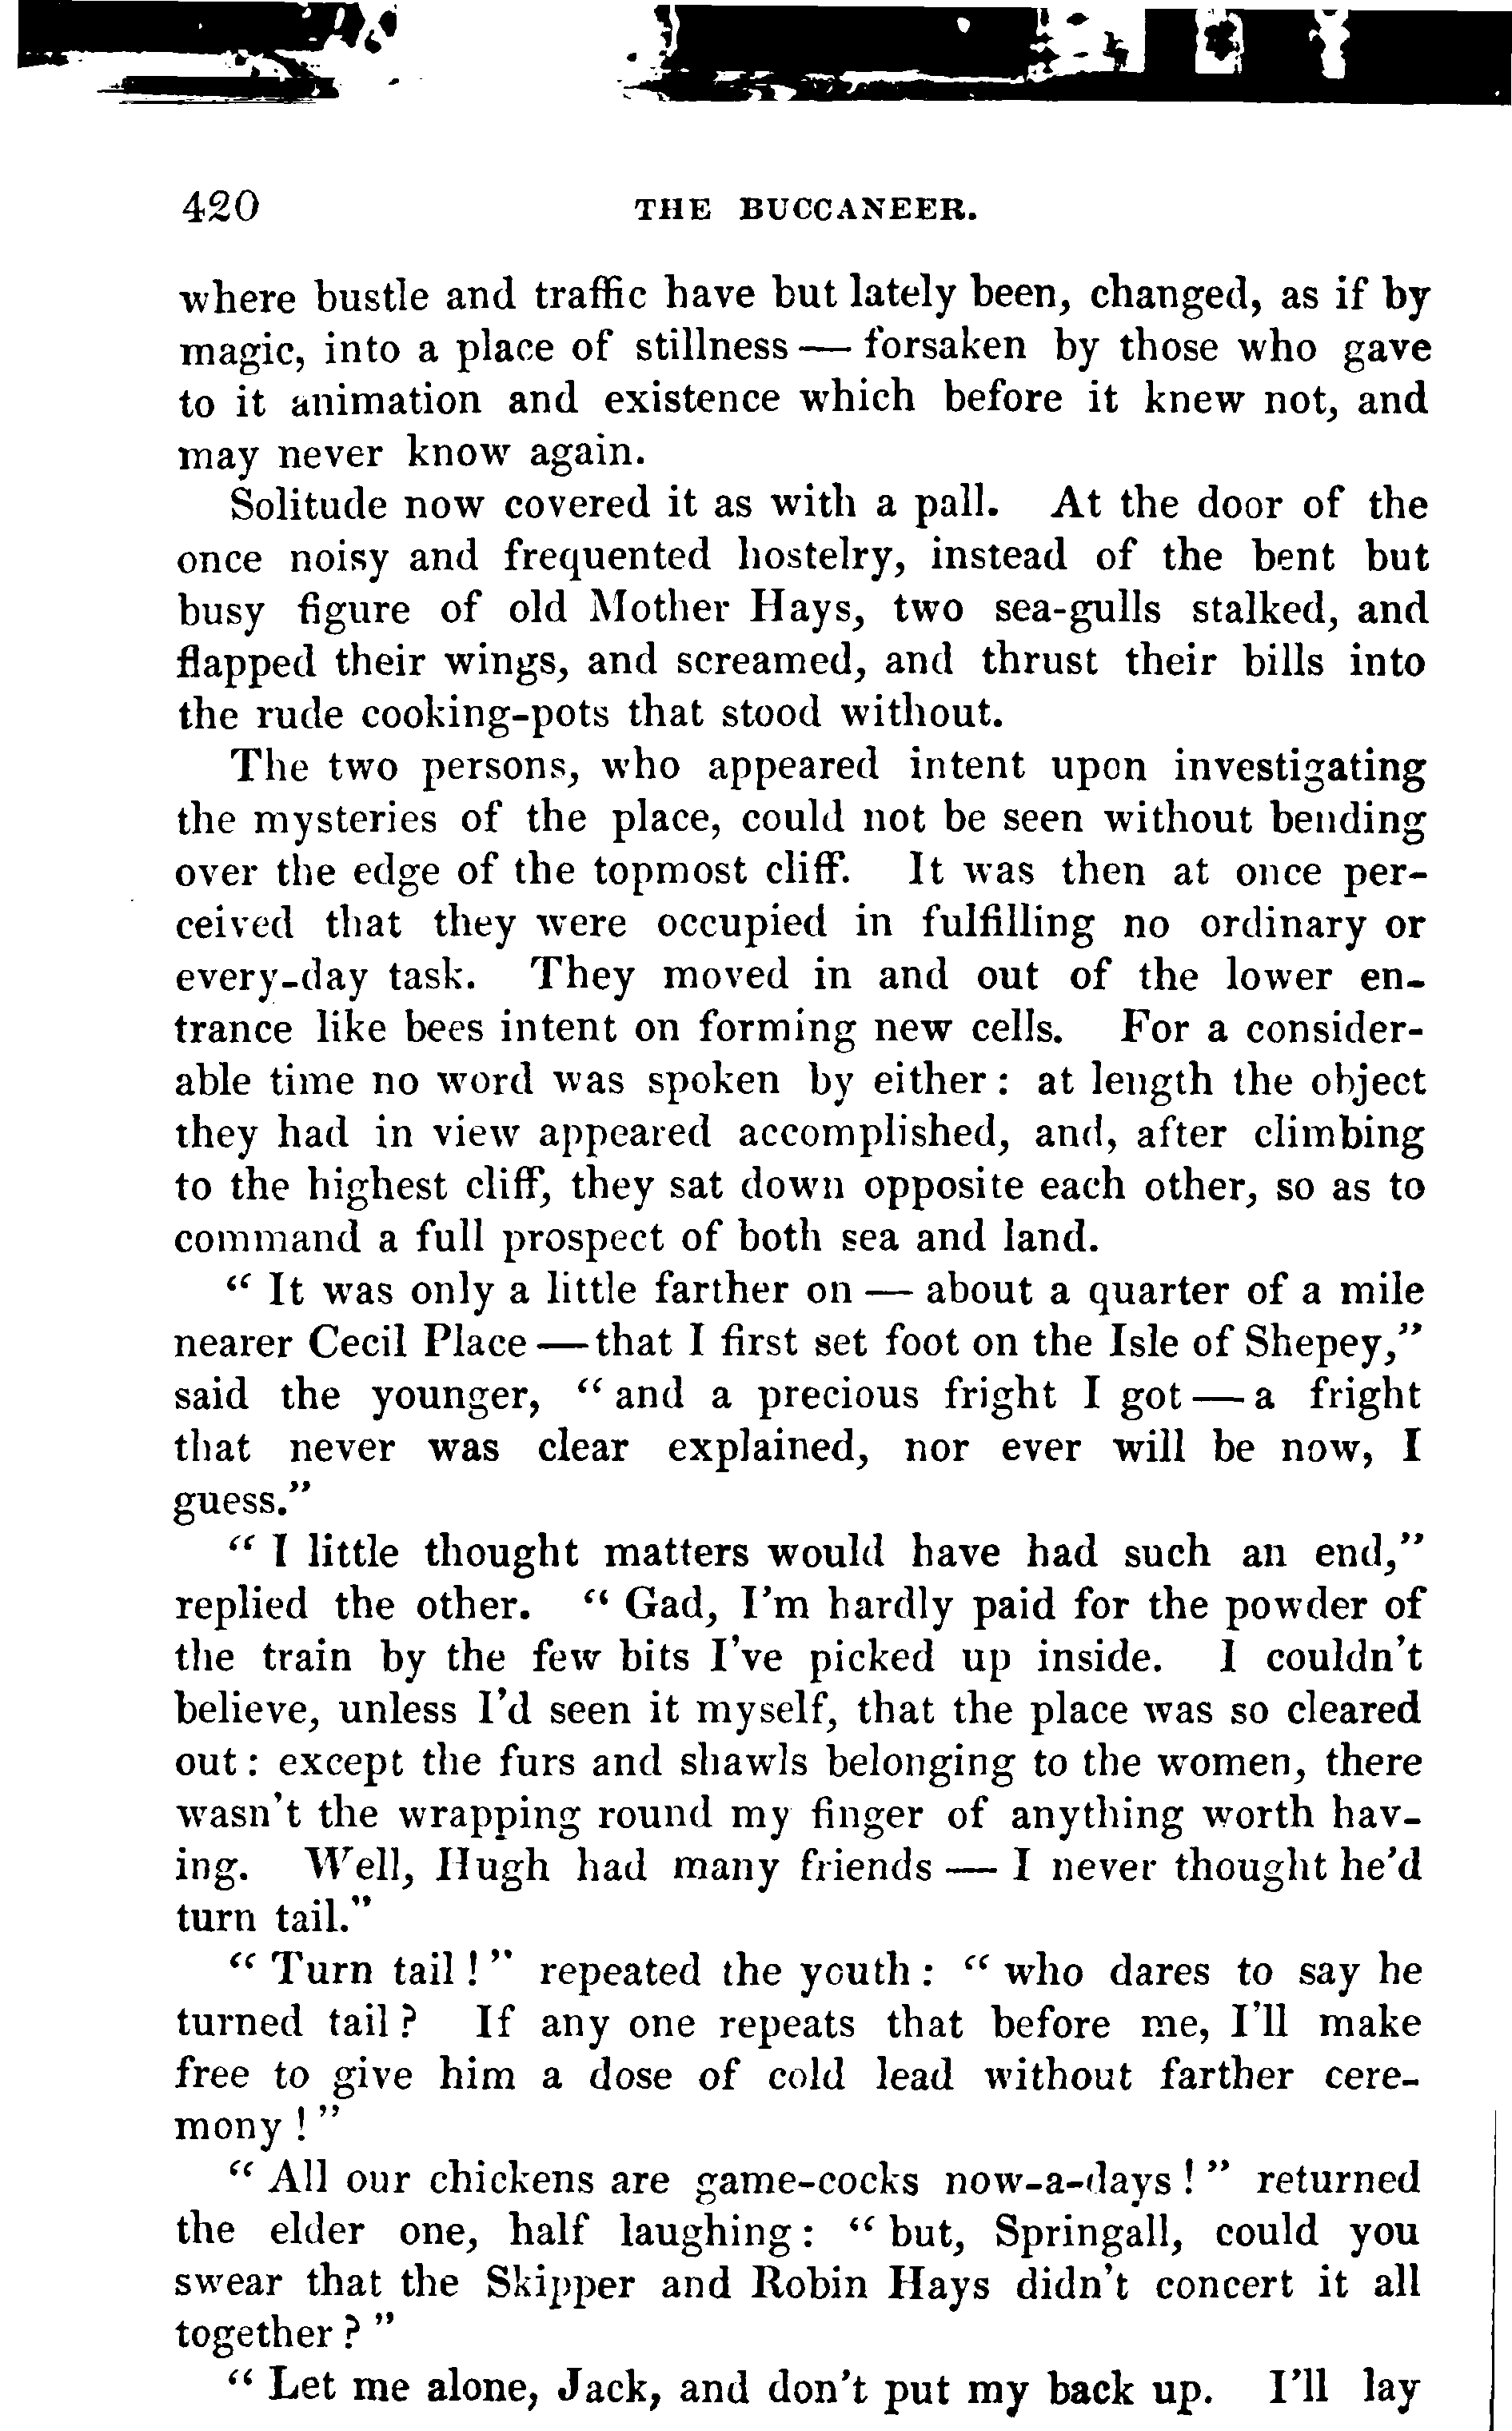 420 THE BUCCANEER.
where bustle and traffic have but lately been, changed, as if by
magic, into a place of stillness — forsaken by those who gave
to it animation and existence which before it knew not, and
may never know again.
Solitude now covered it as with a pall. At the door of the
once noisy and frequented hostelry, instead of the bent but
busy figure of old Mother Hays, two sea-gulls stalked, and
flapped their wings, and screamed, and thrust their bills into
the rude cooking-pots that stood without.
The two persons, who appeared intent upon investigating
the mysteries of the place, could not be seen without bending
over the edge of the topmost cliff. It was then at once per-
ceived that they were occupied in fulfilling no ordinary or
every-day task. They moved in and out of the lower en-
trance like bees intent on forming new cells. For a consider-
able time no word was spoken by either: at length the object
they had in view appeared accomplished, and, after climbing
to the highest cliff, they sat down opposite each other, so as to
command a full prospect of both sea and land.
“ It was only a little farther on — about a quarter of a mile
nearer Cecil Place — that I first set foot on the Isle of Shepey,”
said the younger, “ and a precious fright I got — a fright
that never was clear explained, nor ever will be now, I
guess.”
“ I little thought matters would have had such an end,”
replied the other. “ Gad, I'm hardly paid for the powder of
the train by the few bits I've picked up inside. I couldn't
believe, unless I'd seen it myself, that the place was so cleared
out: except the furs and shawls belonging to the women, there
wasn't the wrapping round my finger of anything worth hav-
ing. Well, Hugh had many friends — I never thought he'd
turn tail.”
“ Turn tail ! ” repeated the youth : “ who dares to say he
turned tail ? If any one repeats that before me, I'll make
free to give him a dose of cold lead without farther cere-
mony ! ”
“ All our chickens are game-cocks now-a-days ! ” returned
the elder one, half laughing : “ but, Springall, could you
swear that the Skipper and Robin Hays didn't concert it all
together ? ”
“ Let me alone, Jack, and don't put my back up. I'll lay